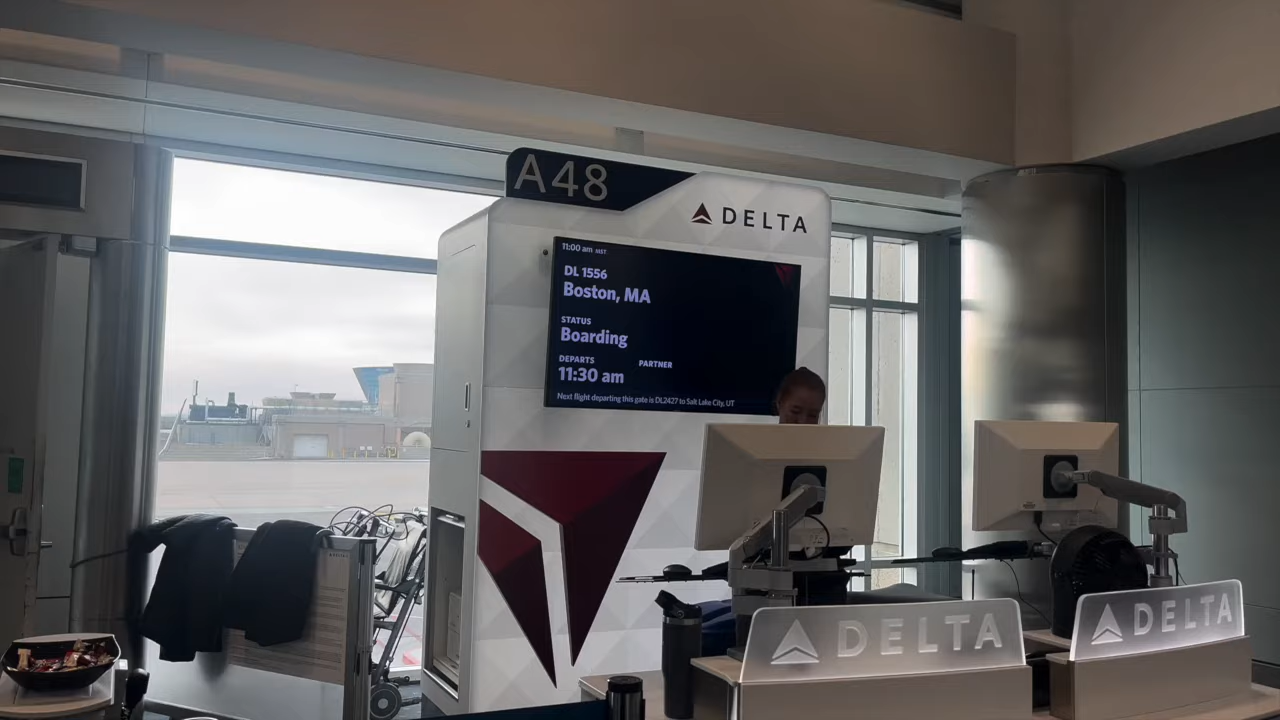 A48
DELTA
11:00 am MST
DL 1556
Boston, MA
STATUS
Boarding
DEPARTS
PARTNER
11:30 am
Next flight departing this gate is DL2427 to Salt Lake City, UT
DELTA
DELTA